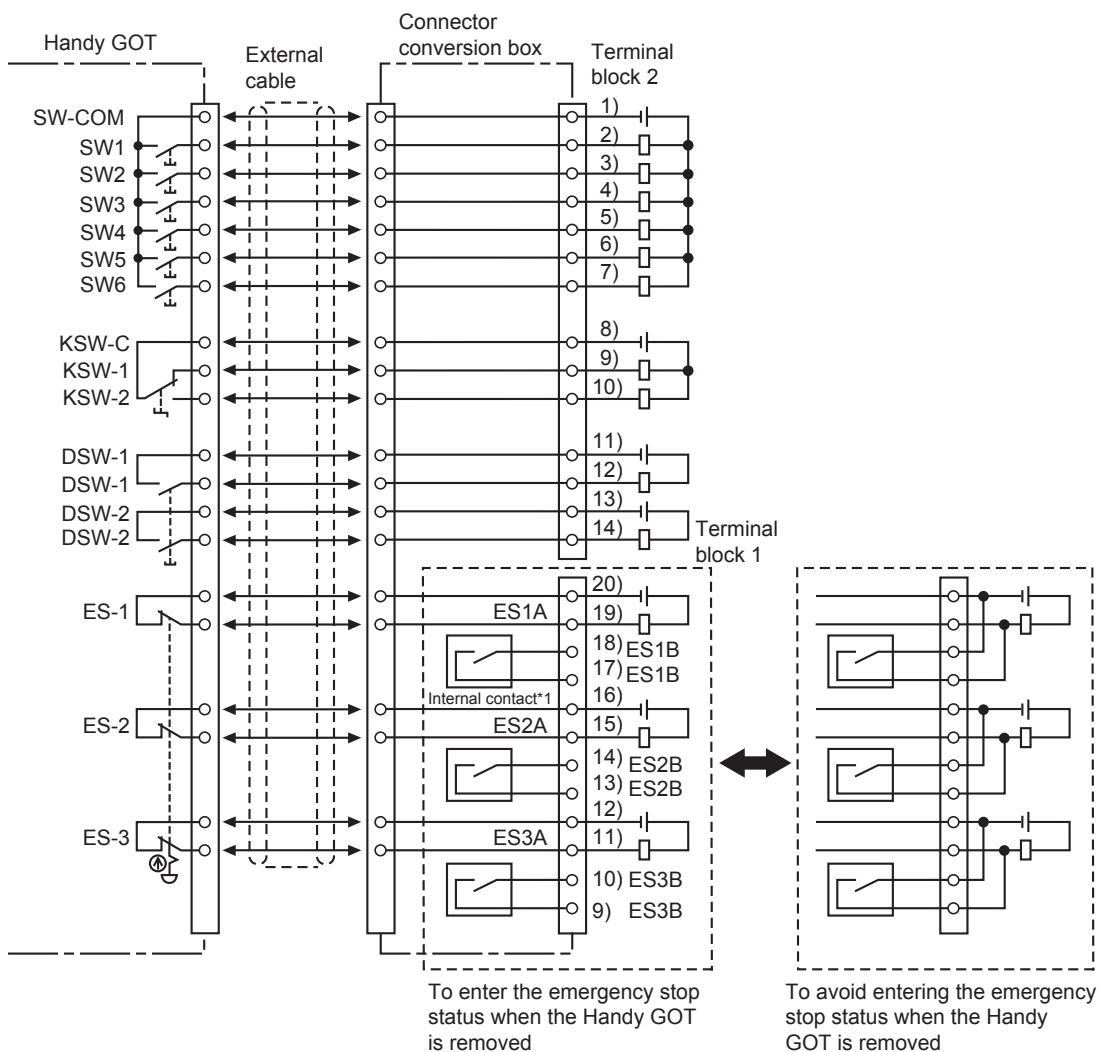 Handy GOT
External
cable
Connector
conversion box
Terminal
block 2
SW-COM
1)
SW1
2)
SW2
3)
SW3
4)
SW4
5)
SW5
6)
SW6
7)
KSW-C
8)
KSW-1
9)
KSW-2
10)
DSW-1
11)
DSW-1
12)
DSW-2
13)
DSW-2
14)
Terminal
block 1
ES-1
20)
ES1A
19)
18) ES1B
17) ES1B
Internal contact*1
16)
ES-2
ES2A
15)
14) ES2B
13) ES2B
12)
ES-3
ES3A
11)
10) ES3B
9) ES3B
To enter the emergency stop
status when the Handy GOT
is removed
To avoid entering the emergency
stop status when the Handy
GOT is removed